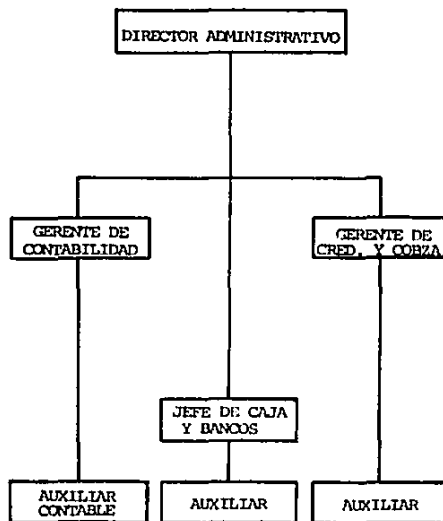 DIRECTOR ADMINISTRATIVO
GERENTE DE
CONTABILIDAD
GERENTE DE
CRED. Y COBZA.
JEFE DE CAJA
Y BANCOS
AUXILIAR
CONTABLE
AUXILIAR
AUXILIAR